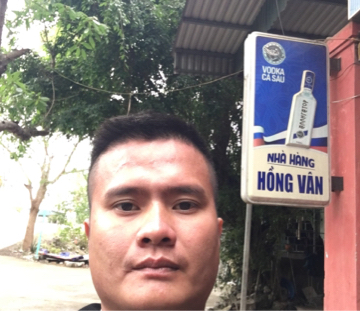 VODKA
CÁ SẤU
NHÀ HÀNG
HỒNG VÂN